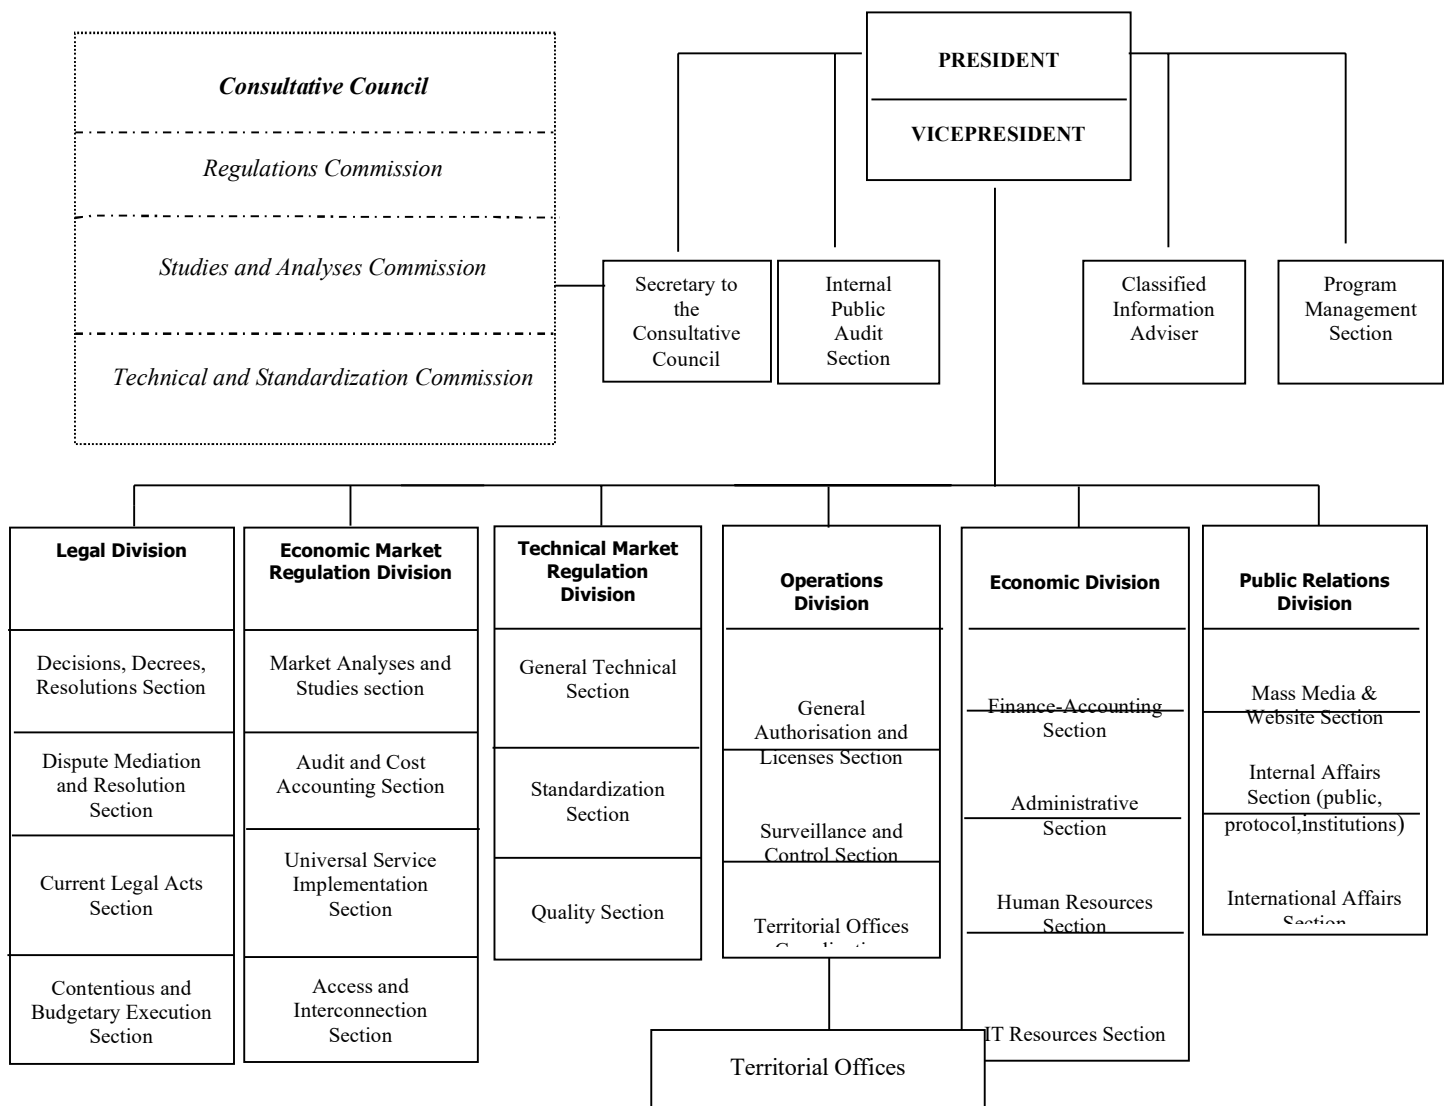 PRESIDENT
VICEPRESIDENT
Consultative Council
Regulations Commission
Studies and Analyses Commission
Technical and Standardization Commission
Secretary to
the
Consultative
Council
Internal
Public
Audit
Section
Classified
Information
Adviser
Program
Management
Section
Legal Division
Decisions, Decrees,
Resolutions Section
Dispute Mediation
and Resolution
Section
Current Legal Acts
Section
Contentious and
Budgetary Execution
Section
Economic Market
Regulation Division
Market Analyses and
Studies section
Audit and Cost
Accounting Section
Universal Service
Implementation
Section
Access and
Interconnection
Section
Technical Market
Regulation
Division
General Technical
Section
Standardization
Section
Quality Section
Operations
Division
General
Authorisation and
Licenses Section
Surveillance and
Control Section
Territorial Offices
Territorial Offices
Economic Division
Finance-Accounting
Section
Administrative
Section
Human Resources
Section
IT Resources Section
Public Relations
Division
Mass Media &
Website Section
Internal Affairs
Section (public,
protocol,institutions)
International Affairs
Section